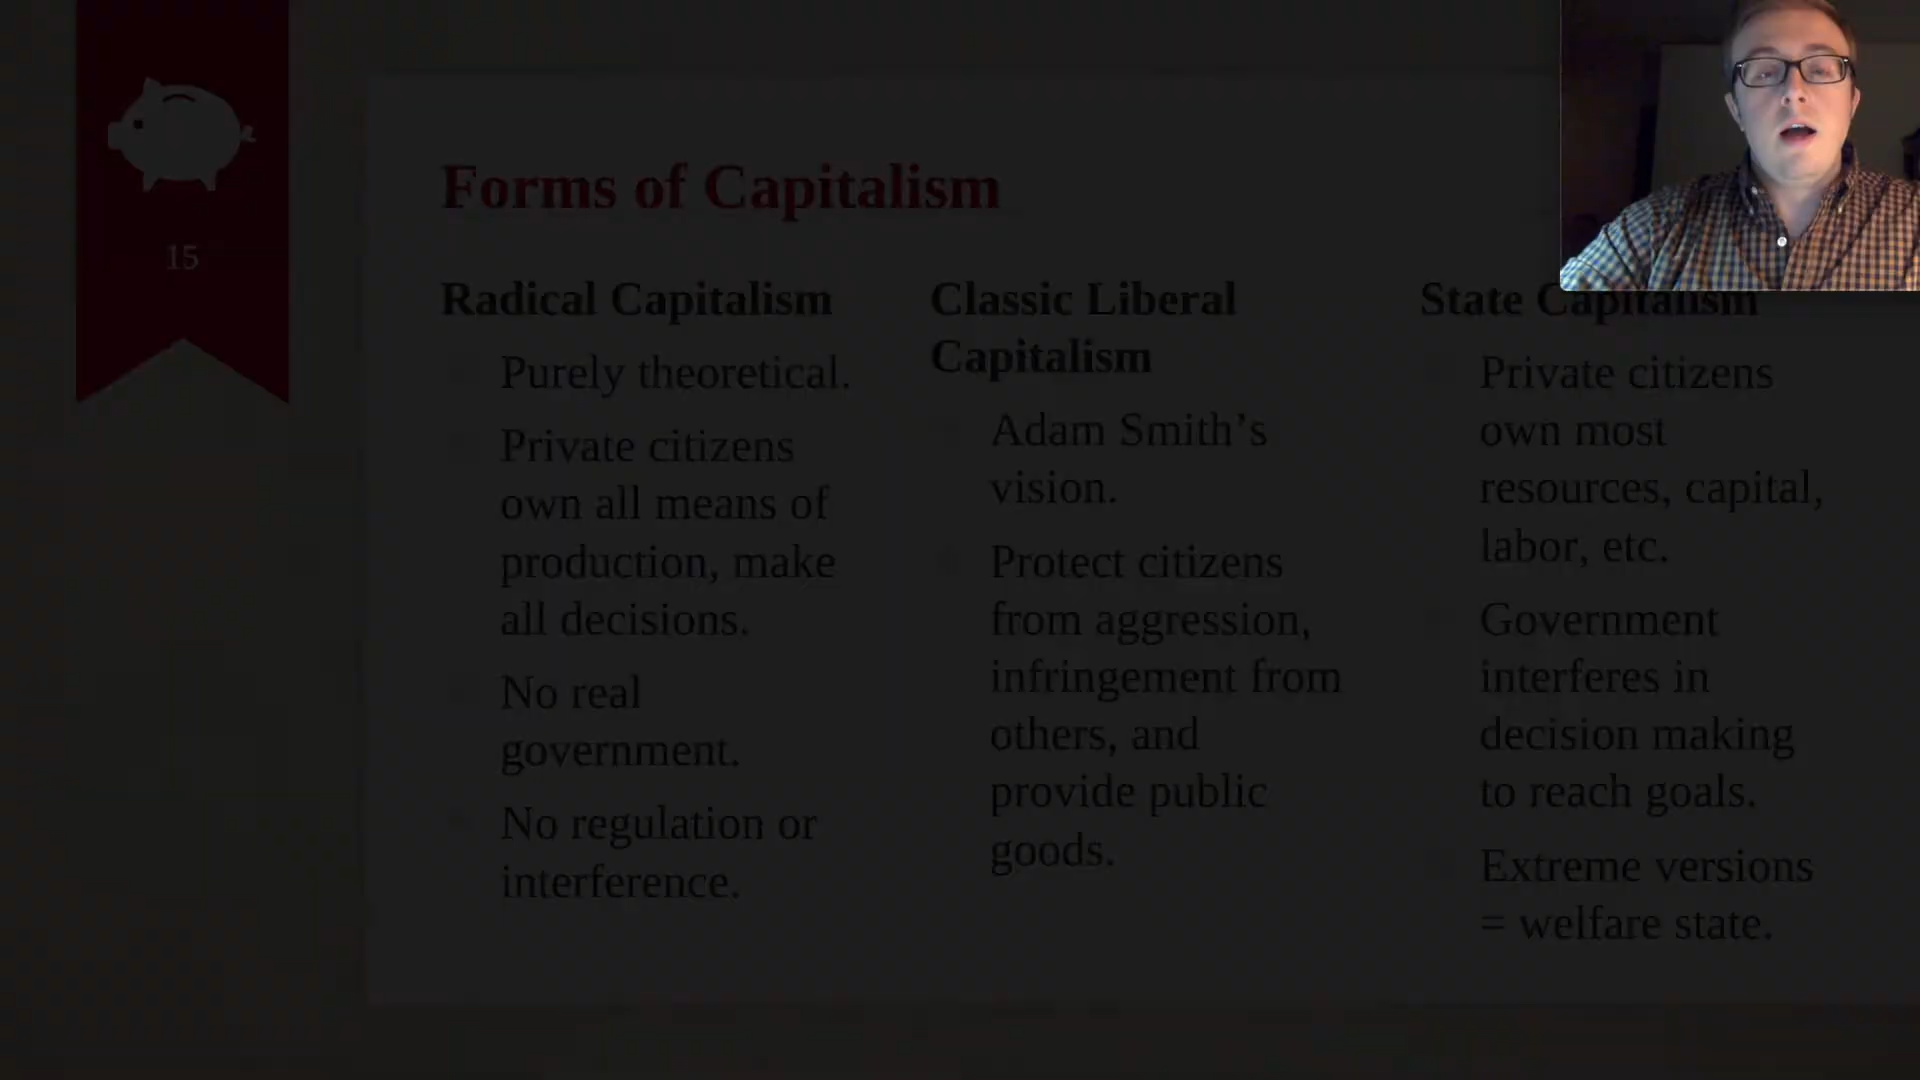 15
Forms of Capitalism
Radical Capitalism
Purely theoretical.
Private citizens
own all means of
production, make
all decisions.
No real
government.
No regulation or
interference.
Classic Liberal
Capitalism
Adam Smith’s
vision.
Protect citizens
from aggression,
infringement from
others, and
provide public
goods.
State Capitalism
Private citizens
own most
resources, capital,
labor, etc.
Government
interferes in
decision making
to reach goals.
Extreme versions
= welfare state.